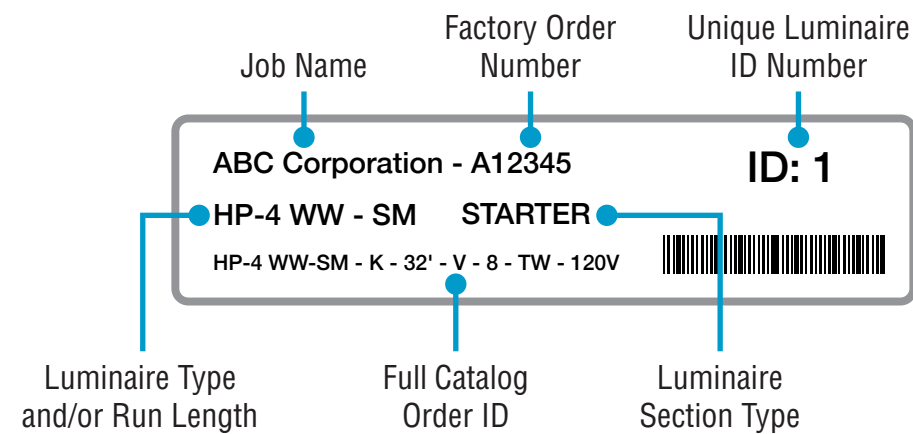 Job Name
Factory Order
Number
Unique Luminaire
ID Number
ABC Corporation - A12345
ID: 1
HP-4 WW - SM STARTER
HP-4 WW-SM - K - 32' - V - 8 - TW - 120V
Luminaire Type
and/or Run Length
Full Catalog
Order ID
Luminaire
Section Type